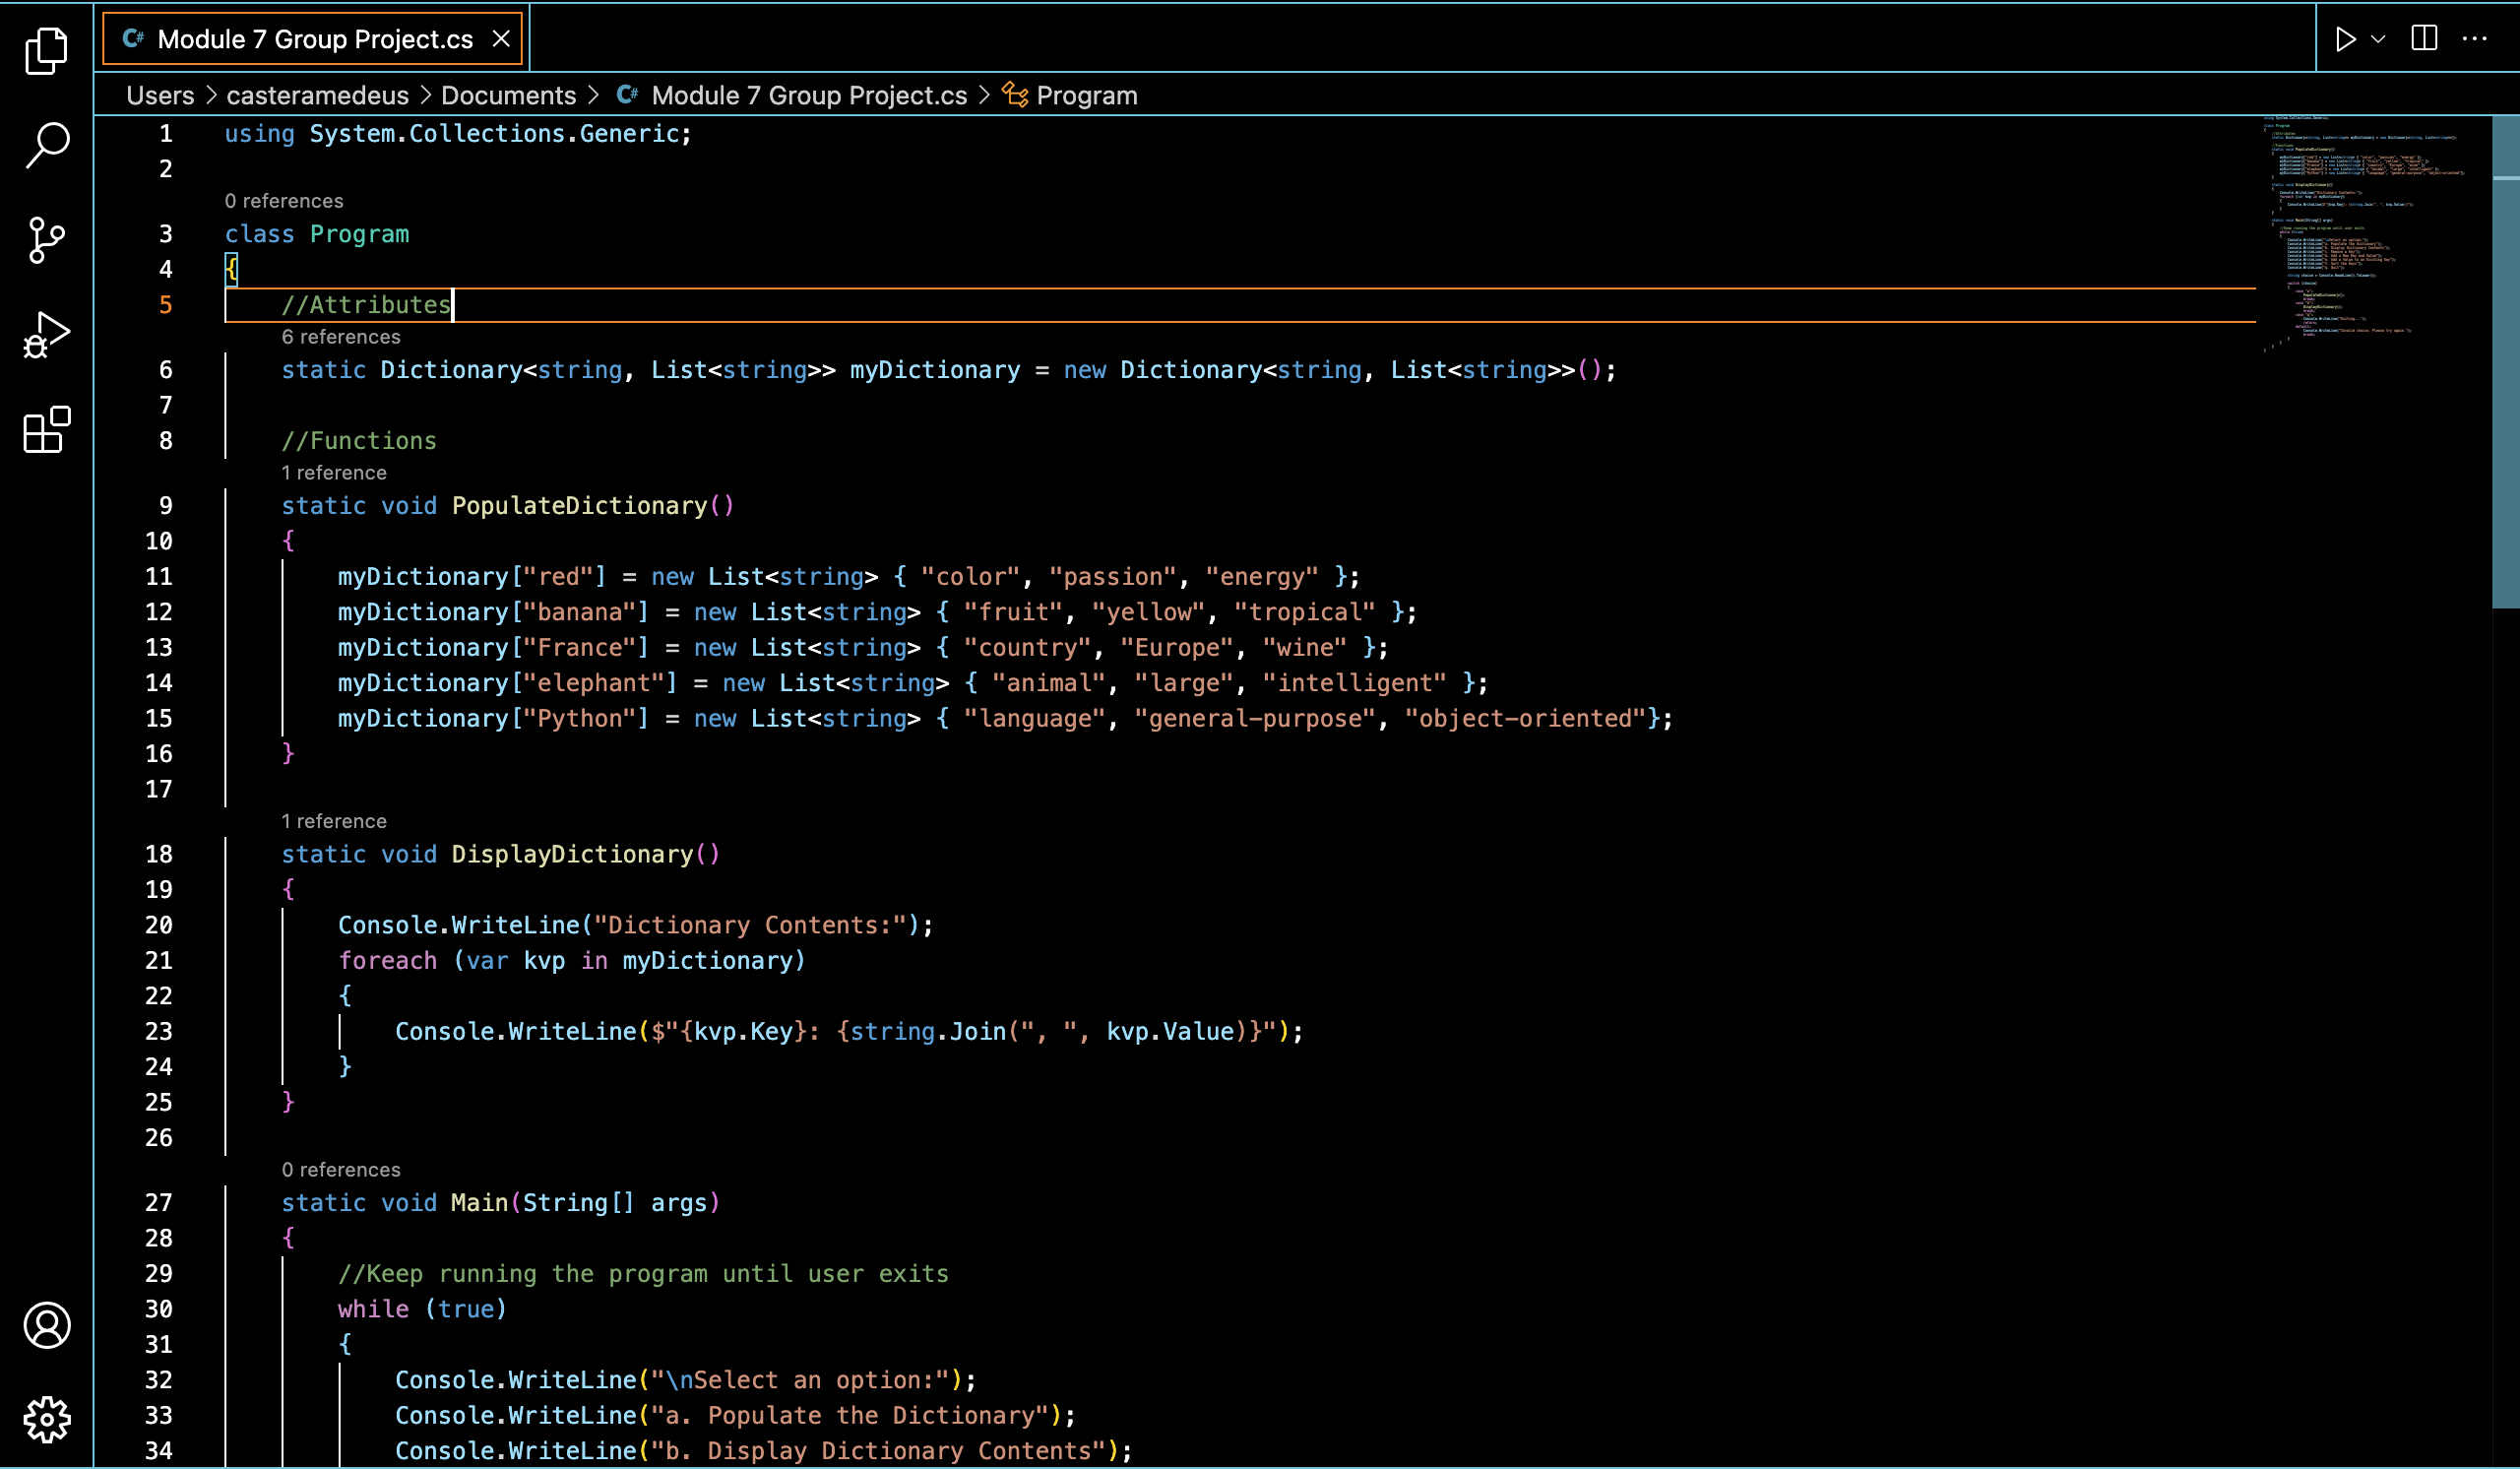 C# Module 7 Group Project.cs
Users > casteramedeus > Documents > C# Module 7 Group Project.cs > Program
1 using System.Collections.Generic;
2
0 references
3 class Program
4 {
5     //Attributes
6 references
6     static Dictionary<string, List<string>> myDictionary = new Dictionary<string, List<string>>();
7
8     //Functions
1 reference
9     static void PopulateDictionary()
10     {
11         myDictionary["red"] = new List<string> { "color", "passion", "energy" };
12         myDictionary["banana"] = new List<string> { "fruit", "yellow", "tropical" };
13         myDictionary["France"] = new List<string> { "country", "Europe", "wine" };
14         myDictionary["elephant"] = new List<string> { "animal", "large", "intelligent" };
15         myDictionary["Python"] = new List<string> { "language", "general-purpose", "object-oriented"};
16     }
17
1 reference
18     static void DisplayDictionary()
19     {
20         Console.WriteLine("Dictionary Contents:");
21         foreach (var kvp in myDictionary)
22         {
23             Console.WriteLine($"{kvp.Key}: {string.Join(", ", kvp.Value)}");
24         }
25     }
26
0 references
27     static void Main(String[] args)
28     {
29         //Keep running the program until user exits
30         while (true)
31         {
32             Console.WriteLine("\nSelect an option:");
33             Console.WriteLine("a. Populate the Dictionary");
34             Console.WriteLine("b. Display Dictionary Contents");